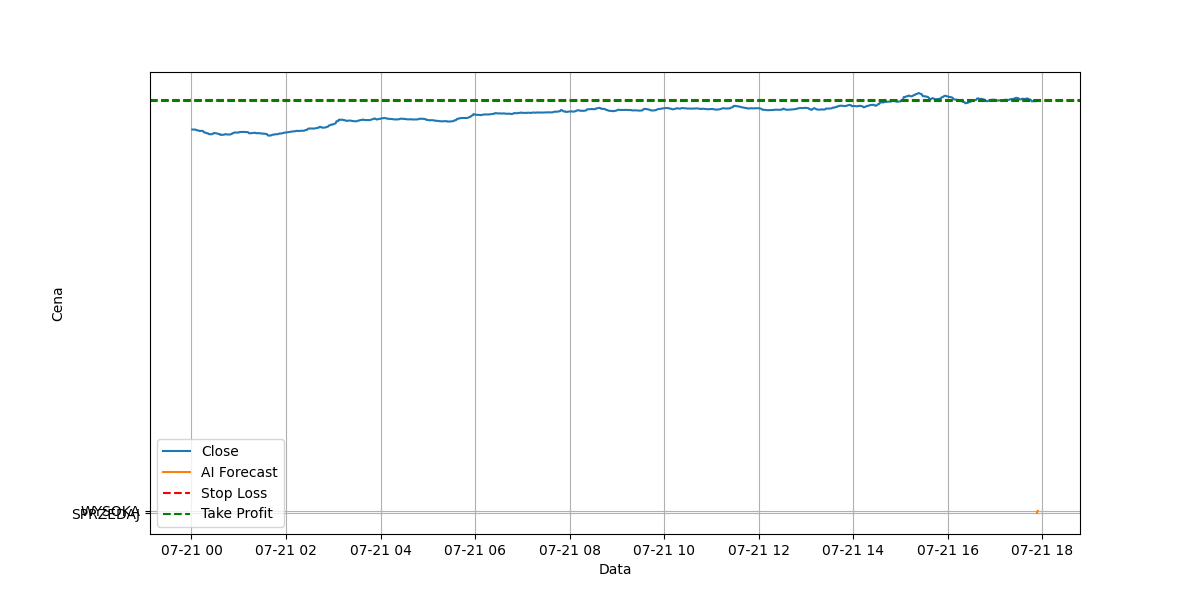 Cena
WYSOKA
SPRZEDAJ
Close
AI Forecast
Stop Loss
Take Profit
07-21 00 07-21 02 07-21 04 07-21 06 07-21 08 07-21 10 07-21 12 07-21 14 07-21 16 07-21 18
Data